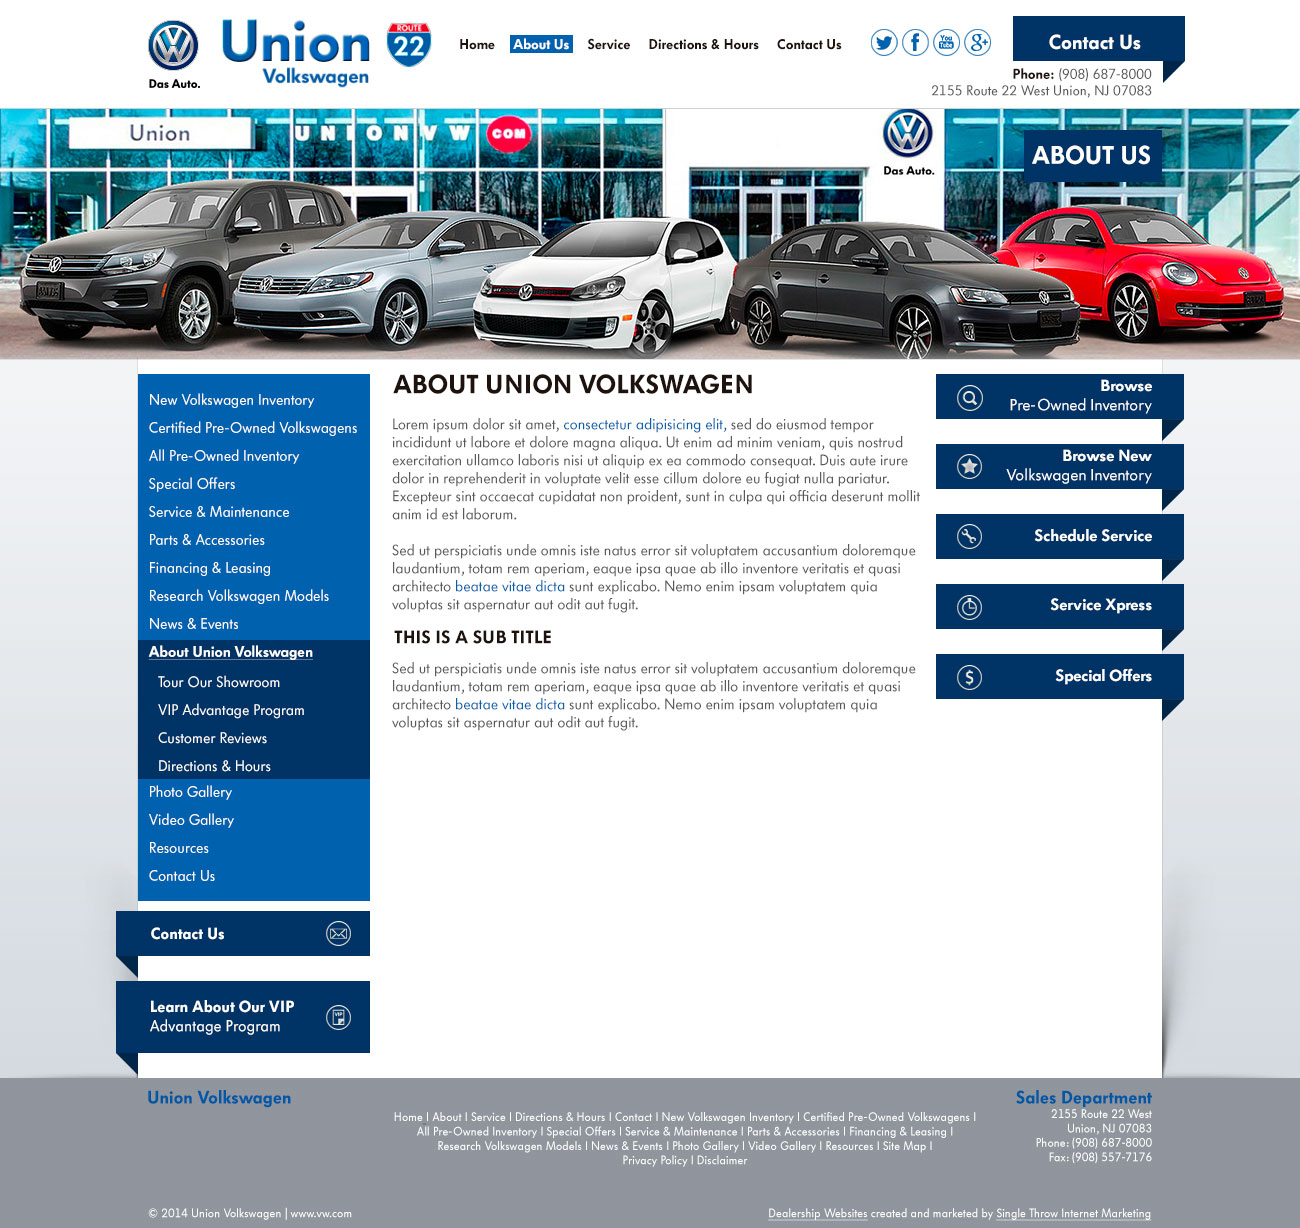 Das Auto.
Union
Volkswagen
ROUTE
22
Home
About Us
Service
Directions & Hours
Contact Us
You
Tube
Contact Us
Phone: (908) 687-8000
2155 Route 22 West Union, NJ 07083
Union
UNIONVW
COM
Das Auto.
ABOUT US
New Volkswagen Inventory
Certified Pre-Owned Volkswagens
All Pre-Owned Inventory
Special Offers
Service & Maintenance
Parts & Accessories
Financing & Leasing
Research Volkswagen Models
News & Events
About Union Volkswagen
Tour Our Showroom
VIP Advantage Program
Customer Reviews
Directions & Hours
Photo Gallery
Video Gallery
Resources
Contact Us
Contact Us
Learn About Our VIP
Advantage Program
VIP
ABOUT UNION VOLKSWAGEN
Lorem ipsum dolor sit amet, consectetur adipisicing elit, sed do eiusmod tempor
incididunt ut labore et dolore magna aliqua. Ut enim ad minim veniam, quis nostrud
exercitation ullamco laboris nisi ut aliquip ex ea commodo consequat. Duis aute irure
dolor in reprehenderit in voluptate velit esse cillum dolore eu fugiat nulla pariatur.
Excepteur sint occaecat cupidatat non proident, sunt in culpa qui officia deserunt mollit
anim id est laborum.
Sed ut perspiciatis unde omnis iste natus error sit voluptatem accusantium doloremque
laudantium, totam rem aperiam, eaque ipsa quae ab illo inventore veritatis et quasi
architecto beatae vitae dicta sunt explicabo. Nemo enim ipsam voluptatem quia
voluptas sit aspernatur aut odit aut fugit.
THIS IS A SUB TITLE
Sed ut perspiciatis unde omnis iste natus error sit voluptatem accusantium doloremque
laudantium, totam rem aperiam, eaque ipsa quae ab illo inventore veritatis et quasi
architecto beatae vitae dicta sunt explicabo. Nemo enim ipsam voluptatem quia
voluptas sit aspernatur aut odit aut fugit.
Browse
Pre-Owned Inventory
Browse New
Volkswagen Inventory
Schedule Service
Service Xpress
Special Offers
Union Volkswagen
Home | About | Service | Directions & Hours | Contact | New Volkswagen Inventory | Certified Pre-Owned Volkswagens |
All Pre-Owned Inventory | Special Offers | Service & Maintenance | Parts & Accessories | Financing & Leasing |
Research Volkswagen Models | News & Events | Photo Gallery | Video Gallery | Resources | Site Map |
Privacy Policy | Disclaimer
Sales Department
2155 Route 22 West
Union, NJ 07083
Phone: (908) 687-8000
Fax: (908) 557-7176
© 2014 Union Volkswagen | www.vw.com
Dealership Websites created and marketed by Single Throw Internet Marketing